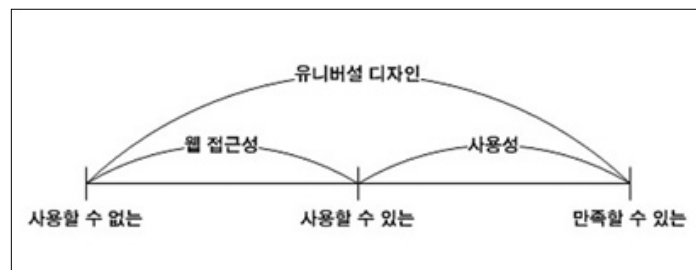 유니버설 디자인
웹 접근성 사용성
사용할 수 없는 사용할 수 있는 만족할 수 있는